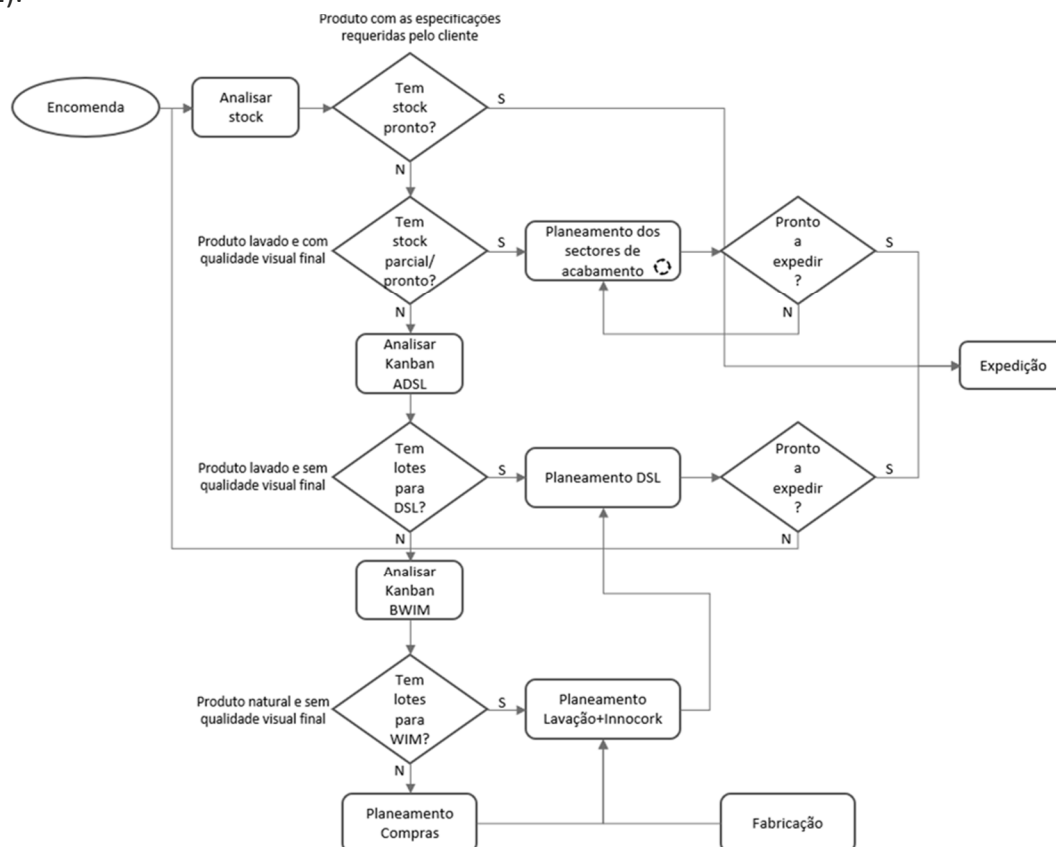 Produto com as especificações
requeridas pelo cliente
Encomenda
Analisar
stock
Tem
stock
pronto?
S
N
Produto lavado e com
qualidade visual final
Tem
stock
parcial/
pronto?
S
Planeamento dos
sectores de
acabamento
Pronto
a
expedir
?
S
N
N
Analisar
Kanban
ADSL
Expedição
Produto lavado e sem
qualidade visual final
Tem
lotes
para
DSL?
S
Planeamento DSL
Pronto
a
expedir
?
S
N
N
Analisar
Kanban
BWIM
Produto natural e sem
qualidade visual final
Tem
lotes
para
WIM?
S
Planeamento
Lavação+Innocork
N
Planeamento
Compras
Fabricação